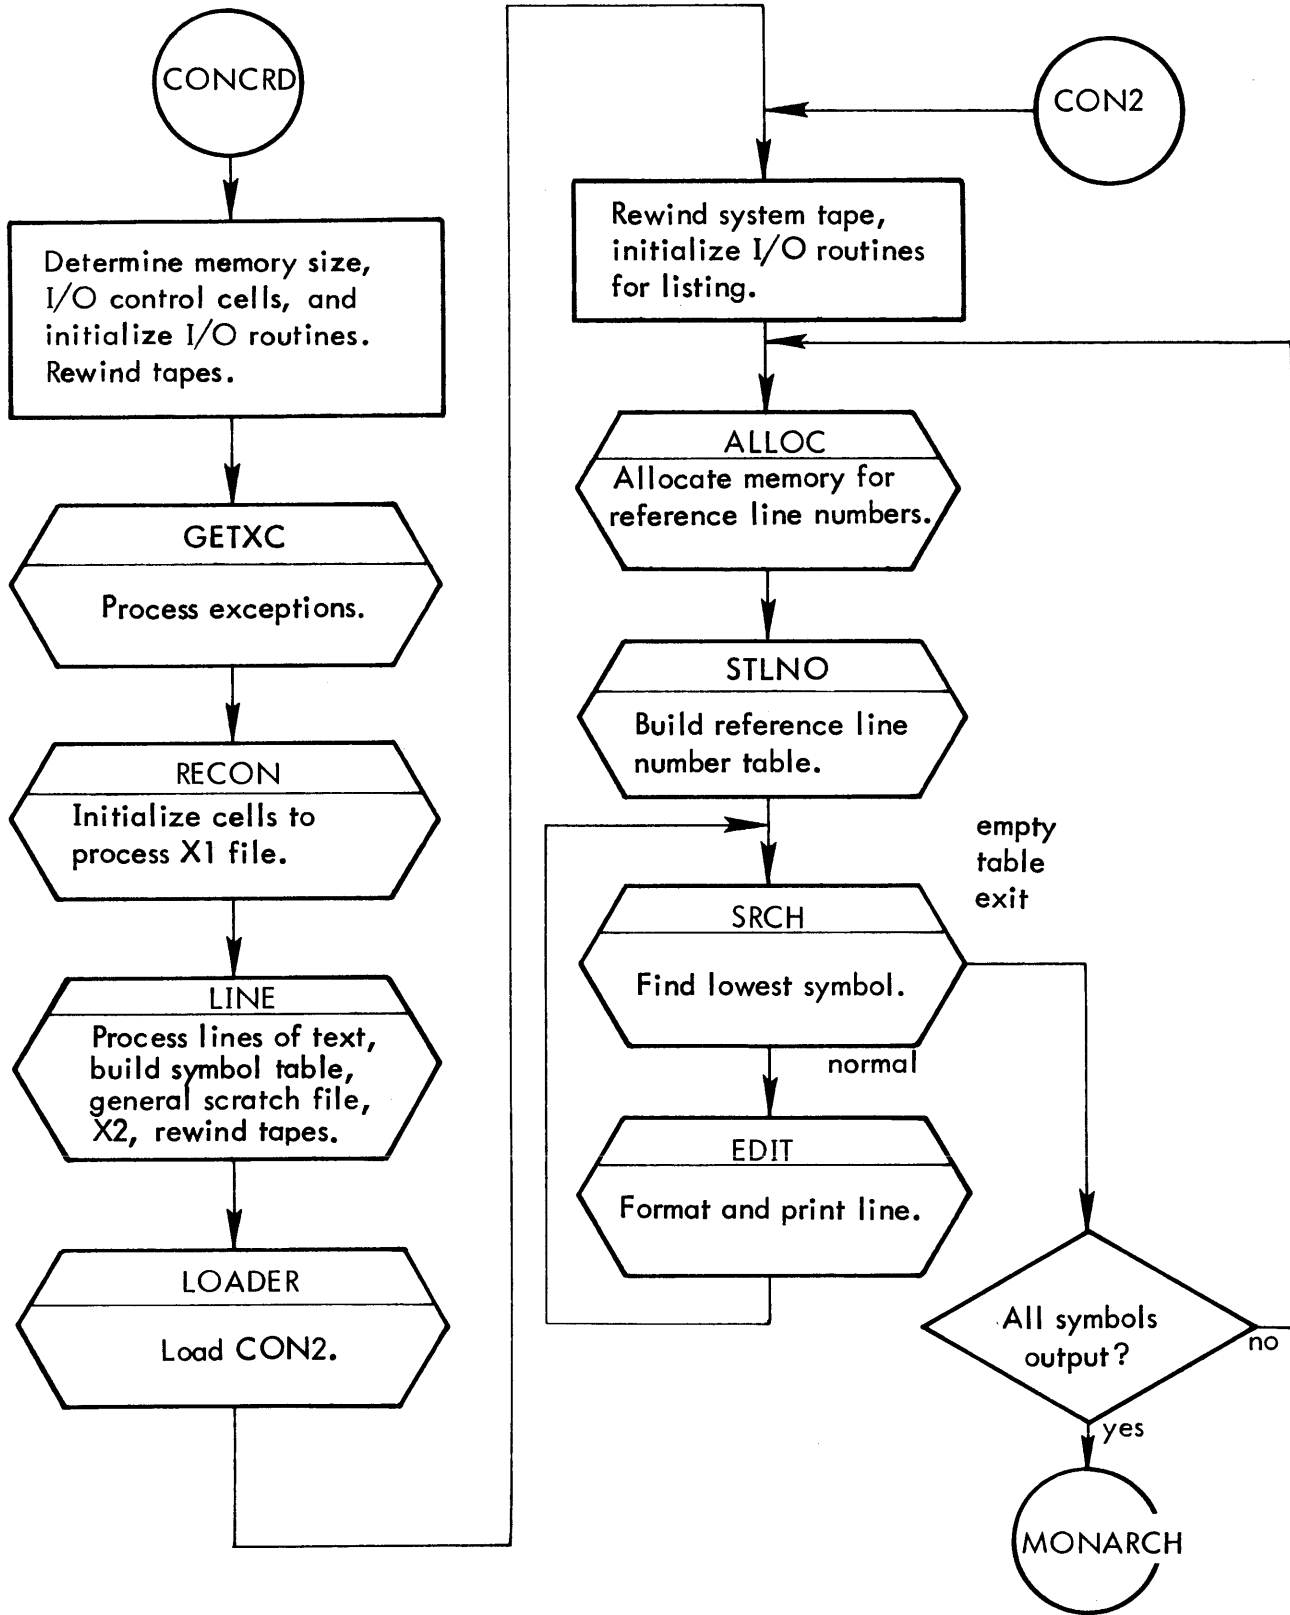 CONCRD
Determine memory size,
I/O control cells, and
initialize I/O routines.
Rewind tapes.
GETXC
Process exceptions.
RECON
Initialize cells to
process X1 file.
LINE
Process lines of text,
build symbol table,
general scratch file,
X2, rewind tapes.
LOADER
Load CON2.
CON2
Rewind system tape,
initialize I/O routines
for listing.
ALLOC
Allocate memory for
reference line numbers.
STLNO
Build reference line
number table.
SRCH
Find lowest symbol.
empty
table
exit
normal
EDIT
Format and print line.
All symbols
output?
no
yes
MONARCH